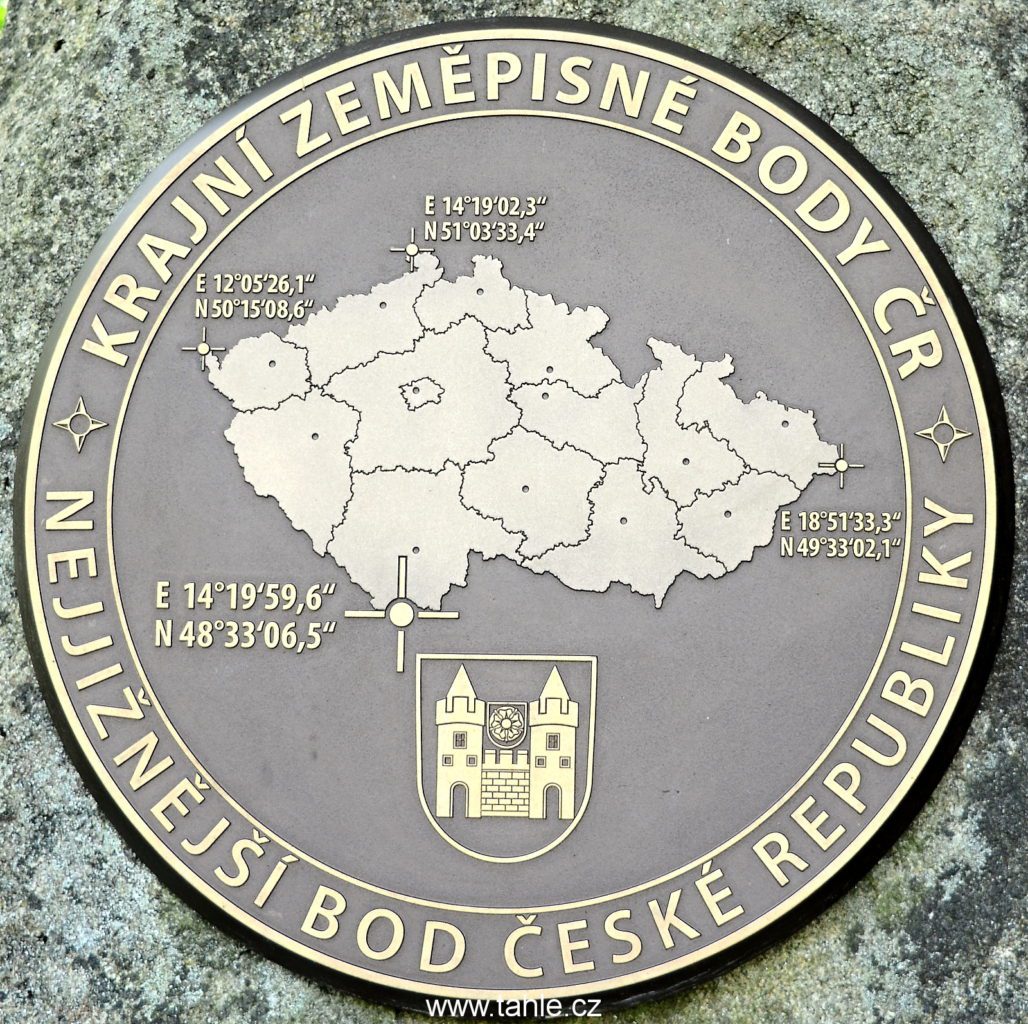 KRAJNÍ ZEMĚPISNÉ BODY ČR
E 14°19‘02,3“
N 51°03‘33,4“
E 12°05‘26,1“
N 50°15‘08,6“
E 18°51‘33,3“
N 49°33‘02,1“
E 14°19‘59,6“
N 48°33‘06,5“
NEJJIŽNĚJŠÍ BOD ČESKÉ REPUBLIKY
www.tanle.cz